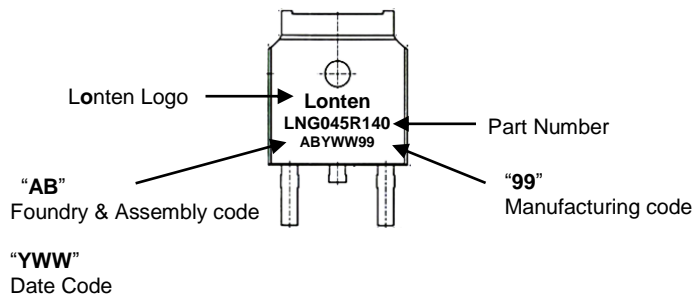 Lonten Logo
Lonten
LNG045R140
ABYWW99
Part Number
“AB”
Foundry & Assembly code
“99”
Manufacturing code
“YWW”
Date Code